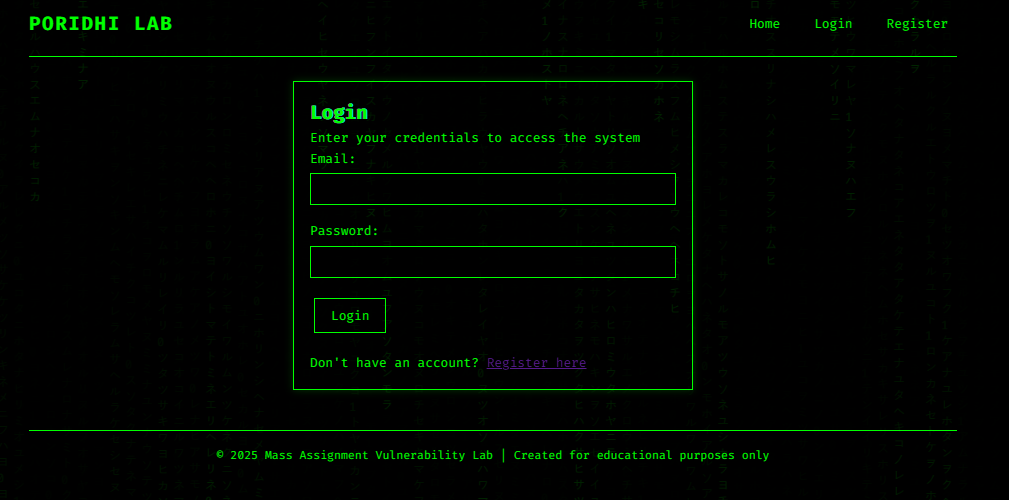 PORIDHI LAB
Home Login Register
Login
Enter your credentials to access the system
Email:
Password:
Login
Don't have an account? Register here
© 2025 Mass Assignment Vulnerability Lab | Created for educational purposes only